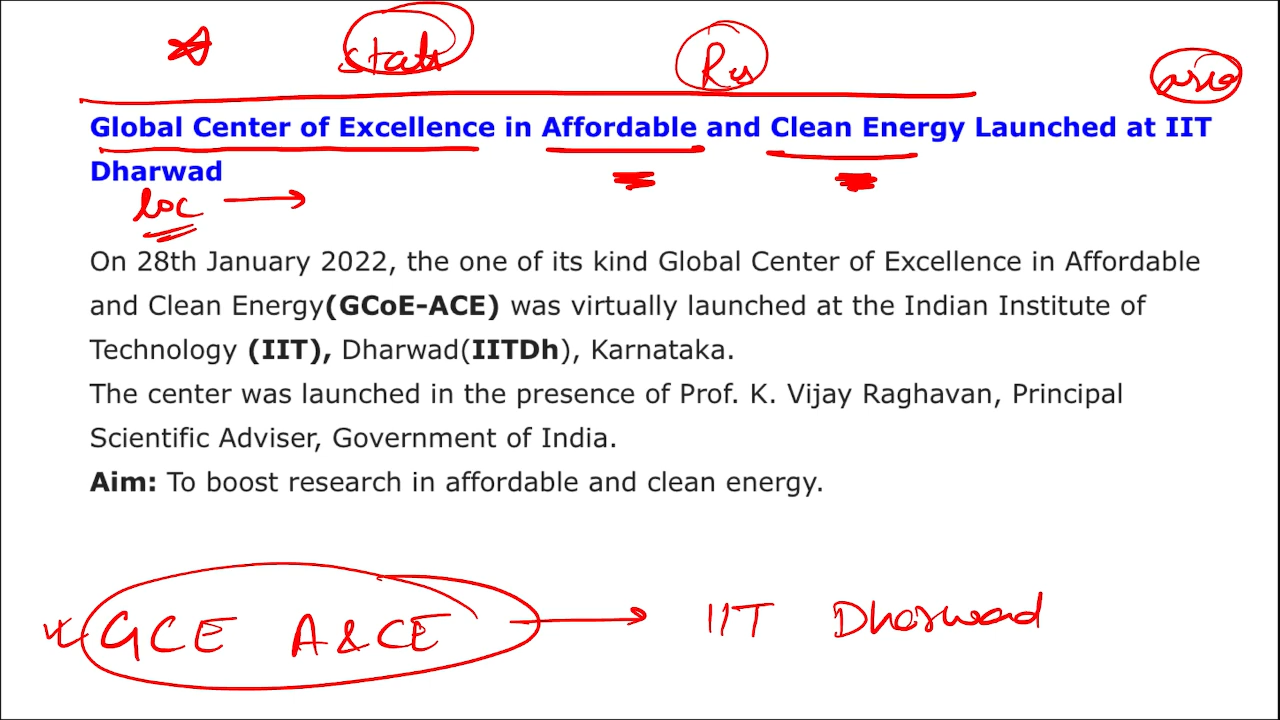 Global Center of Excellence in Affordable and Clean Energy Launched at IIT
Dharwad
loc
On 28th January 2022, the one of its kind Global Center of Excellence in Affordable
and Clean Energy(GCoE-ACE) was virtually launched at the Indian Institute of
Technology (IIT), Dharwad(IITDh), Karnataka.
The center was launched in the presence of Prof. K. Vijay Raghavan, Principal
Scientific Adviser, Government of India.
Aim: To boost research in affordable and clean energy.
GCE A&CE IIT Dharwad